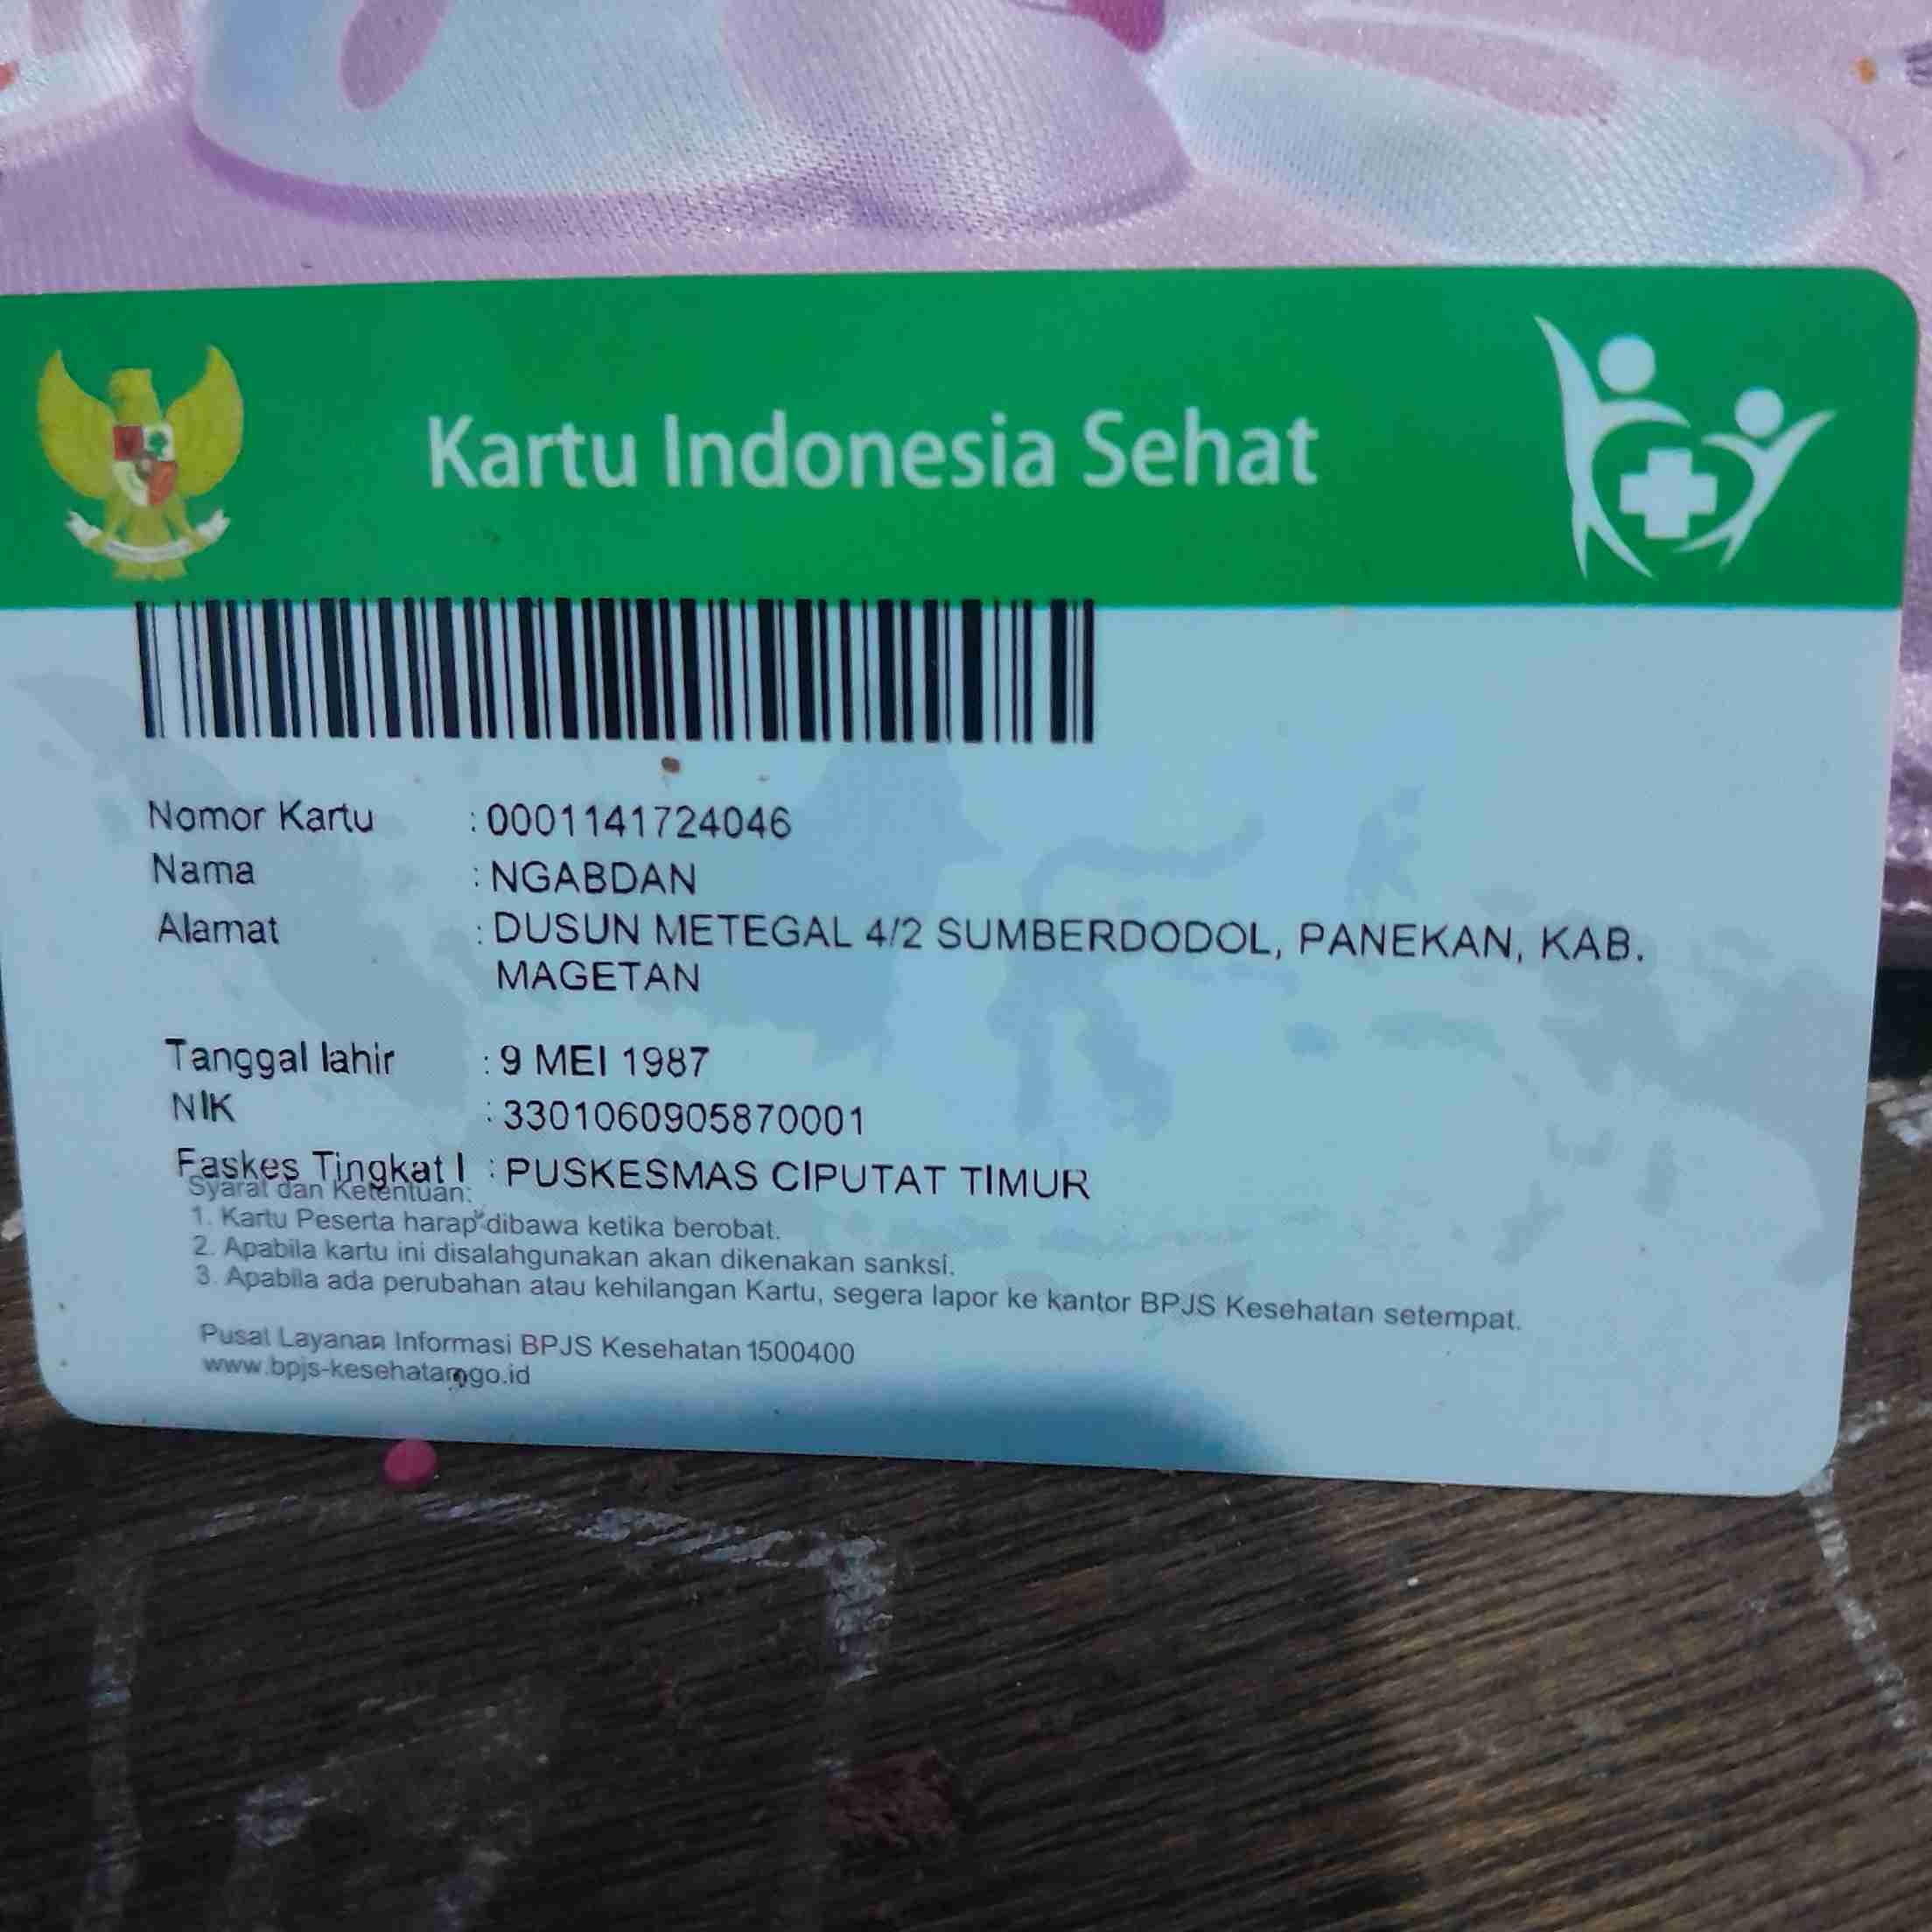 Kartu Indonesia Sehat
Nomor Kartu : 0001141724046
Nama : NGABDAN
Alamat : DUSUN METEGAL 4/2 SUMBERDODOL, PANEKAN, KAB.
MAGETAN
Tanggal lahir : 9 MEI 1987
NIK : 3301060905870001
Faskes Tingkat I : PUSKESMAS CIPUTAT TIMUR
Syarat dan Ketentuan:
1. Kartu Peserta harap dibawa ketika berobat.
2. Apabila kartu ini disalahgunakan akan dikenakan sanksi.
3. Apabila ada perubahan atau kehilangan Kartu, segera lapor ke kantor BPJS Kesehatan setempat.
Pusat Layanan Informasi BPJS Kesehatan 1500400
www.bpjs-kesehatan.go.id